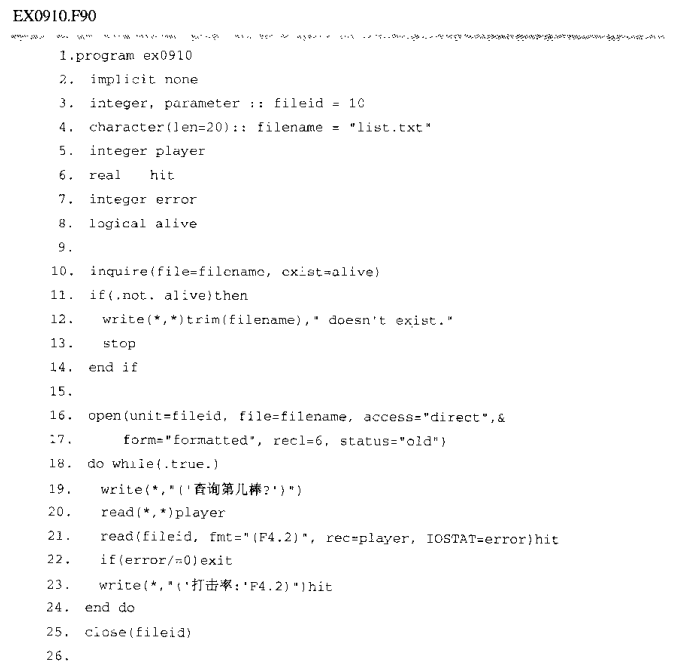 EX0910.F90
1.program ex0910
2. implicit none
3. integer, parameter :: fileid = 10
4. character(len=20):: filename = "list.txt"
5. integer player
6. real hit
7. integer error
8. logical alive
9.
10. inquire(file=filename, exist=alive)
11. if(.not. alive)then
12. write(*,*)trim(filename)," doesn't exist."
13. stop
14. end if
15.
16. open(unit=fileid, file=filename, access="direct",&
17. form="formatted", recl=6, status="old")
18. do while(.true.)
19. write(*,"('查询第几棒?')")
20. read(*,*)player
21. read(fileid, fmt="(F4.2)", rec=player, IOSTAT=error)hit
22. if(error/=0)exit
23. write(*,"('打击率:'F4.2)")hit
24. end do
25. close(fileid)
26.